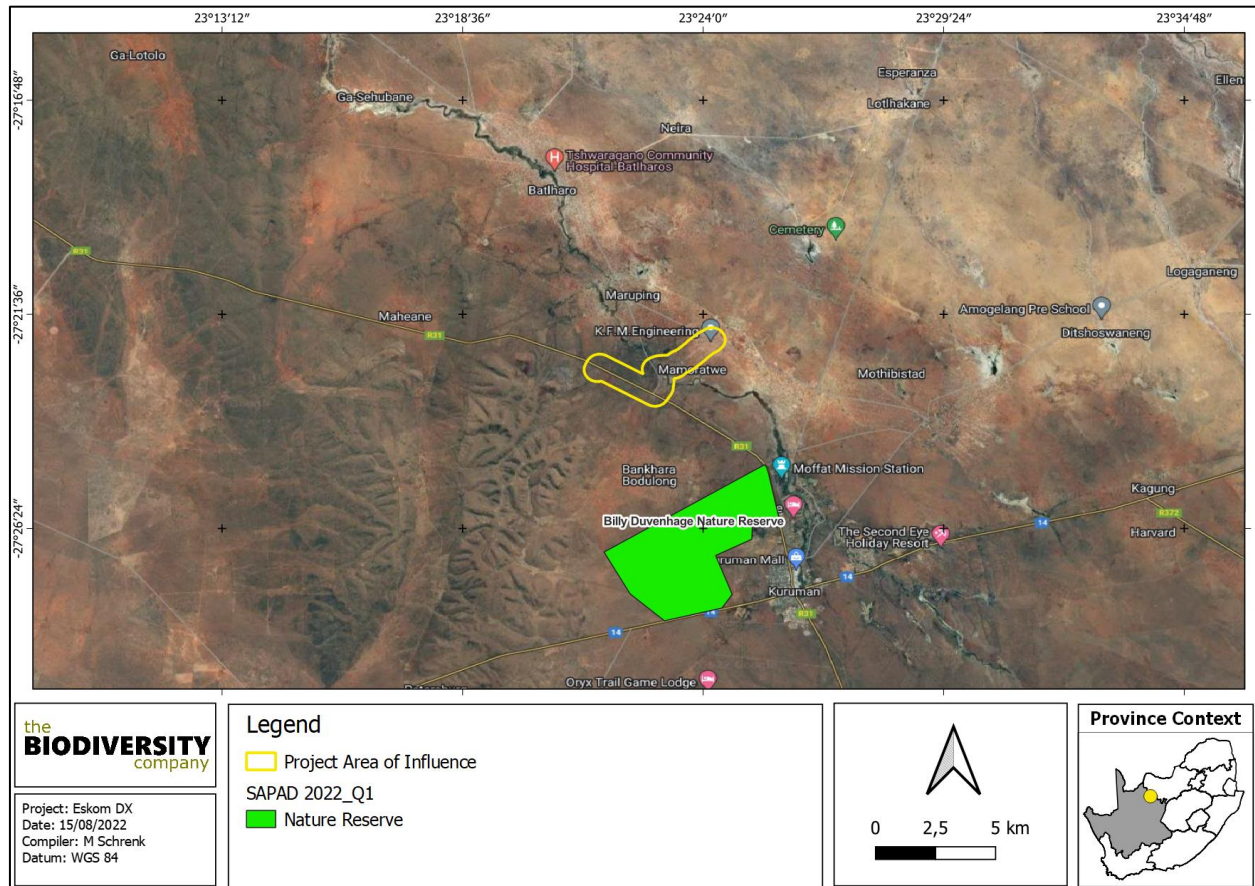 23°13′12″
23°18′36″
23°24′0″
23°29′24″
23°34′48″
-27°16′48″
-27°21′36″
-27°26′24″
Ga-Lotolo
Ga-Sehubane
Esperanza
Lotlhakane
Ellen
Neira
Tshwaragano Community
Hospital-Batlharos
Batlharo
Cemetery
R31
Logaganeng
Maruping
Amogelang Pre School
Maheane
R31
K.F.M Engineering
Ditshoswaneng
Mamoratwe
Mothibistad
R31
Bankhara
Bodulong
Moffat Mission Station
Kagung
R372
Billy Duvenhage Nature Reserve
The Second Eye
Holiday Resort
14
Harvard
uruman Mall
14
Kuruman
14
R31
14
Oryx Trail Game Lodge
the
BIODIVERSITY
company
Project: Eskom DX
Date: 15/08/2022
Compiler: M Schrenk
Datum: WGS 84
Legend
Project Area of Influence
SAPAD 2022_Q1
Nature Reserve
0 2,5 5 km
Province Context